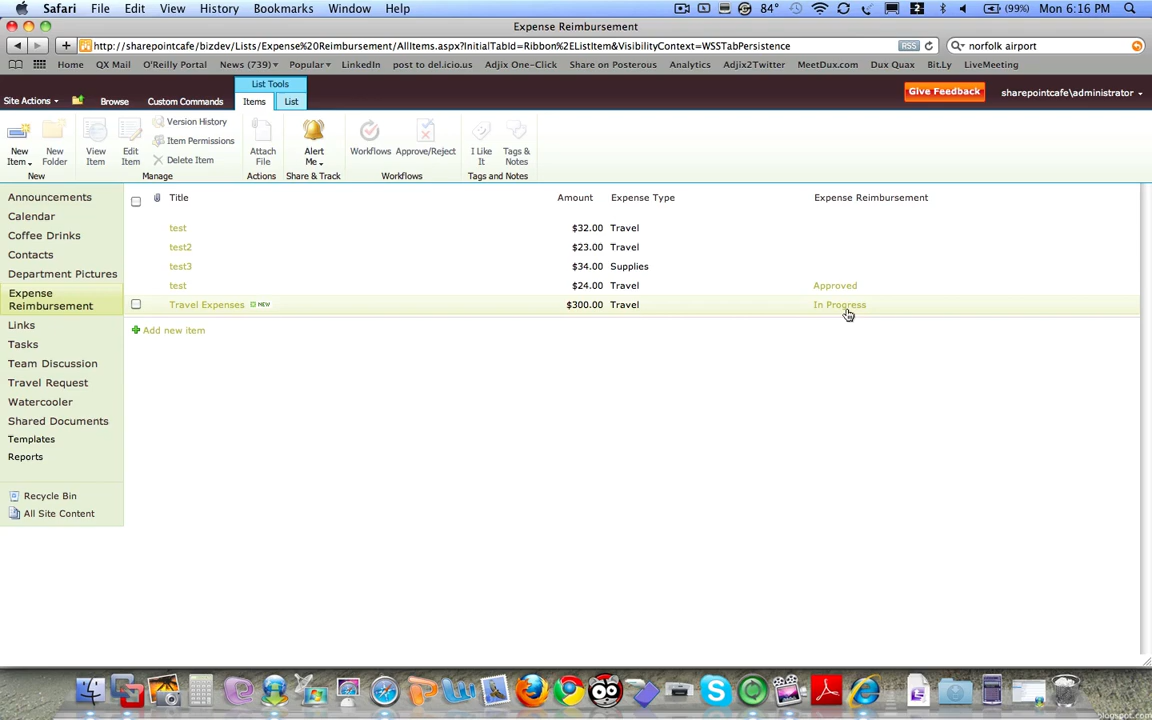 Safari File Edit View History Bookmarks Window Help 84° 2 (99%) Mon 6:16 PM
Expense Reimbursement
http://sharepointcafe/bizdev/Lists/Expense%20Reimbursement/AllItems.aspx?InitialTabId=Ribbon%2EListItem&VisibilityContext=WSSTabPersistence RSS norfolk airport
Home QX Mail O'Reilly Portal News (739) Popular LinkedIn post to del.icio.us Adjix One-Click Share on Posterous Analytics Adjix2Twitter MeetDux.com Dux Quax Bit.Ly LiveMeeting
List Tools
Site Actions Browse Custom Commands Items List Give Feedback sharepointcafe\administrator
New Item
New Folder
View Item
Edit Item
Version History
Item Permissions
Delete Item
Attach File
Alert Me
Workflows
Approve/Reject
I Like It
Tags & Notes
New Manage Actions Share & Track Workflows Tags and Notes
Announcements
Calendar
Coffee Drinks
Contacts
Department Pictures
Expense
Reimbursement
Links
Tasks
Team Discussion
Travel Request
Watercooler
Shared Documents
Templates
Reports
Recycle Bin
All Site Content
Title Amount Expense Type Expense Reimbursement
test $32.00 Travel
test2 $23.00 Travel
test3 $34.00 Supplies
test $24.00 Travel Approved
Travel Expenses NEW $300.00 Travel In Progress
Add new item
blogspot.com